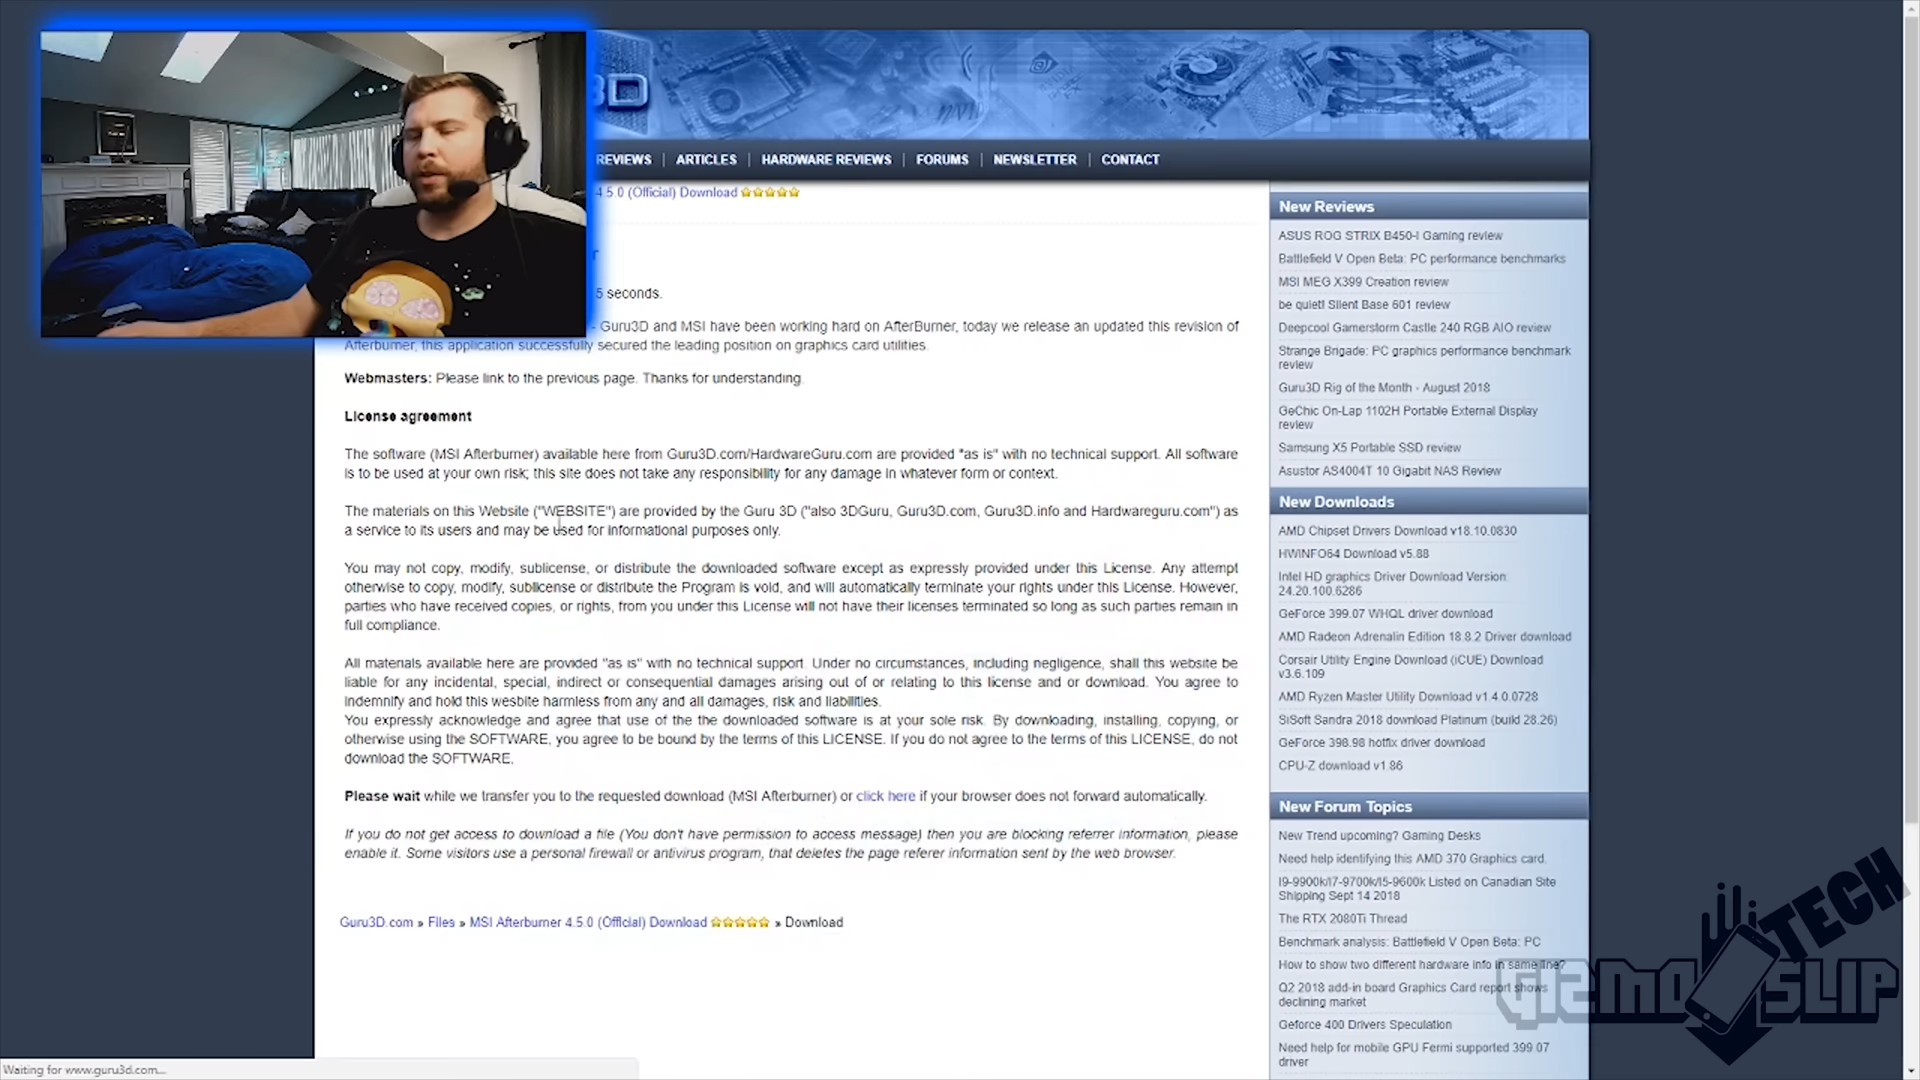 3D
REVIEWS | ARTICLES | HARDWARE REVIEWS | FORUMS | NEWSLETTER | CONTACT
4.5.0 (Official) Download
5 seconds.
- Guru3D and MSI have been working hard on AfterBurner, today we release an updated this revision of
Afterburner, this application successfully secured the leading position on graphics card utilities.
Webmasters: Please link to the previous page. Thanks for understanding.
License agreement
The software (MSI Afterburner) available here from Guru3D.com/HardwareGuru.com are provided "as is" with no technical support. All software
is to be used at your own risk; this site does not take any responsibility for any damage in whatever form or context.
The materials on this Website ("WEBSITE") are provided by the Guru 3D ("also 3DGuru, Guru3D.com, Guru3D.info and Hardwareguru.com") as
a service to its users and may be used for informational purposes only.
You may not copy, modify, sublicense, or distribute the downloaded software except as expressly provided under this License. Any attempt
otherwise to copy, modify, sublicense or distribute the Program is void, and will automatically terminate your rights under this License. However,
parties who have received copies, or rights, from you under this License will not have their licenses terminated so long as such parties remain in
full compliance.
All materials available here are provided "as is" with no technical support. Under no circumstances, including negligence, shall this website be
liable for any incidental, special, indirect or consequential damages arising out of or relating to this license and or download. You agree to
indemnify and hold this wesbite harmless from any and all damages, risk and liabilities.
You expressly acknowledge and agree that use of the the downloaded software is at your sole risk. By downloading, installing, copying, or
otherwise using the SOFTWARE, you agree to be bound by the terms of this LICENSE. If you do not agree to the terms of this LICENSE, do not
download the SOFTWARE.
Please wait while we transfer you to the requested download (MSI Afterburner) or click here if your browser does not forward automatically.
If you do not get access to download a file (You don't have permission to access message) then you are blocking referrer information, please
enable it. Some visitors use a personal firewall or antivirus program, that deletes the page referer information sent by the web browser.
Guru3D.com » Files » MSI Afterburner 4.5.0 (Official) Download » Download
New Reviews
ASUS ROG STRIX B450-I Gaming review
Battlefield V Open Beta: PC performance benchmarks
MSI MEG X399 Creation review
be quiet! Silent Base 601 review
Deepcool Gamerstorm Castle 240 RGB AIO review
Strange Brigade: PC graphics performance benchmark
review
Guru3D Rig of the Month - August 2018
GeChic On-Lap 1102H Portable External Display
review
Samsung X5 Portable SSD review
Asustor AS4004T 10 Gigabit NAS Review
New Downloads
AMD Chipset Drivers Download v18.10.0830
HWiNFO64 Download v5.88
Intel HD graphics Driver Download Version:
24.20.100.6286
GeForce 399.07 WHQL driver download
AMD Radeon Adrenalin Edition 18.8.2 Driver download
Corsair Utility Engine Download (iCUE) Download
v3.6.109
AMD Ryzen Master Utility Download v1.4.0.0728
SiSoft Sandra 2018 download Platinum (build 28.26)
GeForce 398.98 hotfix driver download
CPU-Z download v1.86
New Forum Topics
New Trend upcoming? Gaming Desks
Need help identifying this AMD 370 Graphics card.
I9-9900k/I7-9700k/I5-9600k Listed on Canadian Site
Shipping Sept 14 2018
The RTX 2080Ti Thread
Benchmark analysis: Battlefield V Open Beta: PC
How to show two different hardware info in same line?
Q2 2018 add-in board Graphics Card report shows
declining market
Geforce 400 Drivers Speculation
Need help for mobile GPU Fermi supported 399.07
driver
GIZMO SLIP
TECH
Waiting for www.guru3d.com...